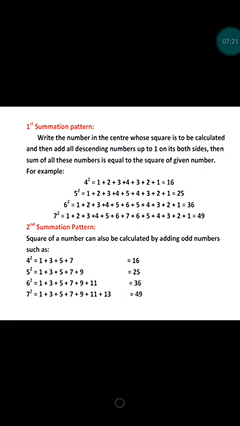 07:21
1st Summation pattern:
Write the number in the centre whose square is to be calculated
and then add all descending numbers up to 1 on its both sides, then
sum of all these numbers is equal to the square of given number.
For example:
4² = 1 + 2 + 3 +4 + 3 + 2 + 1 = 16
5² = 1 + 2 + 3 +4 + 5 + 4 + 3 + 2 + 1 = 25
6² = 1 + 2 + 3 +4 + 5 + 6 + 5 + 4 + 3 + 2 + 1 = 36
7² = 1 + 2 + 3 +4 + 5 + 6 + 7 + 6 + 5 + 4 + 3 + 2 + 1 = 49
2nd Summation Pattern:
Square of a number can also be calculated by adding odd numbers
such as:
4² = 1 + 3 + 5 + 7 = 16
5² = 1 + 3 + 5 + 7 + 9 = 25
6² = 1 + 3 + 5 + 7 + 9 + 11 = 36
7² = 1 + 3 + 5 + 7 + 9 + 11 + 13 = 49